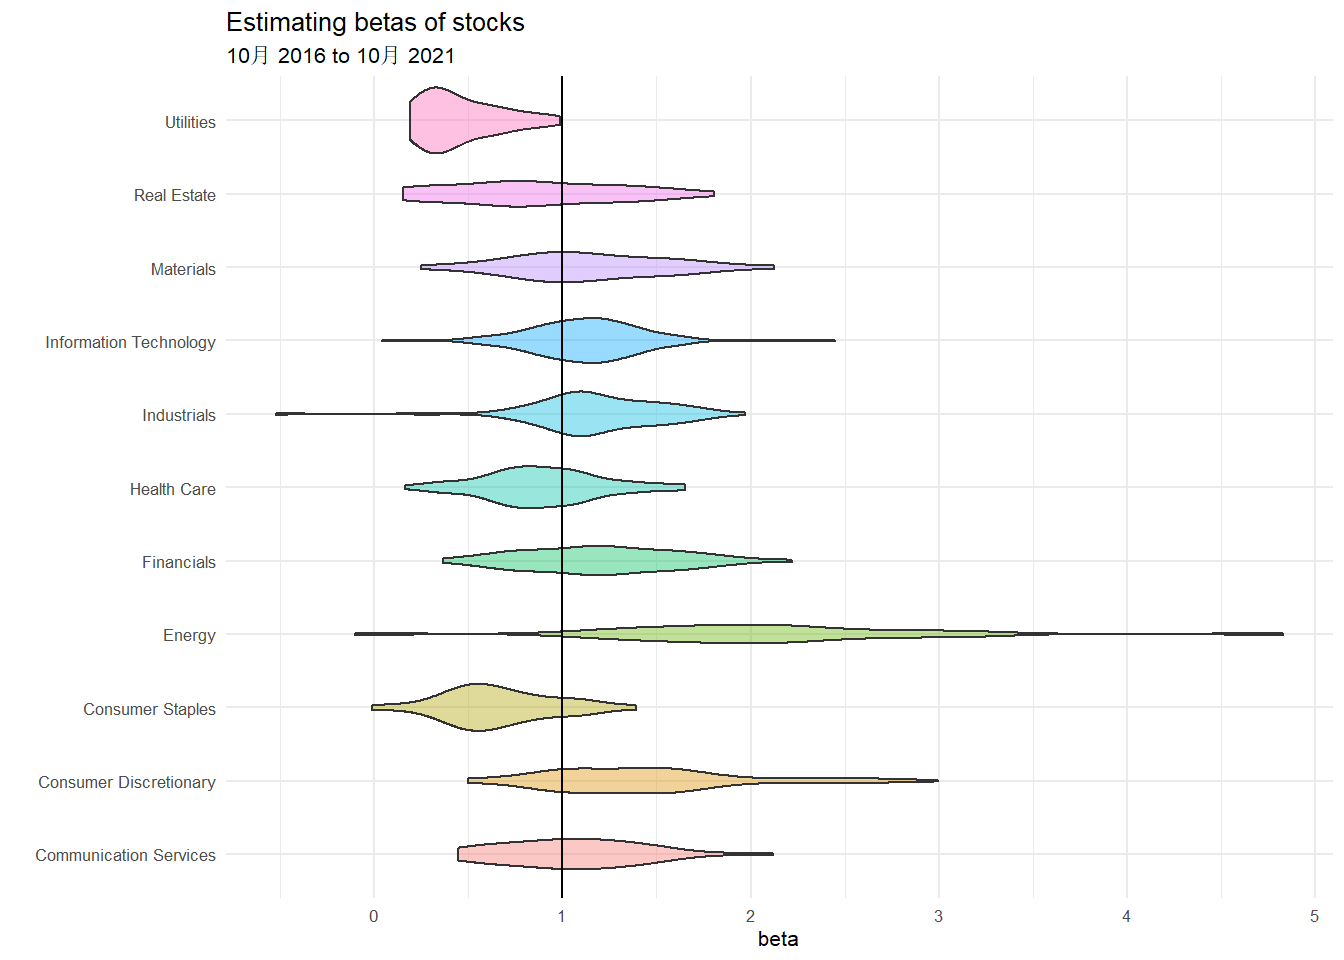 Estimating betas of stocks
10月 2016 to 10月 2021
Utilities
Real Estate
Materials
Information Technology
Industrials
Health Care
Financials
Energy
Consumer Staples
Consumer Discretionary
Communication Services
0 1 2 3 4 5
beta